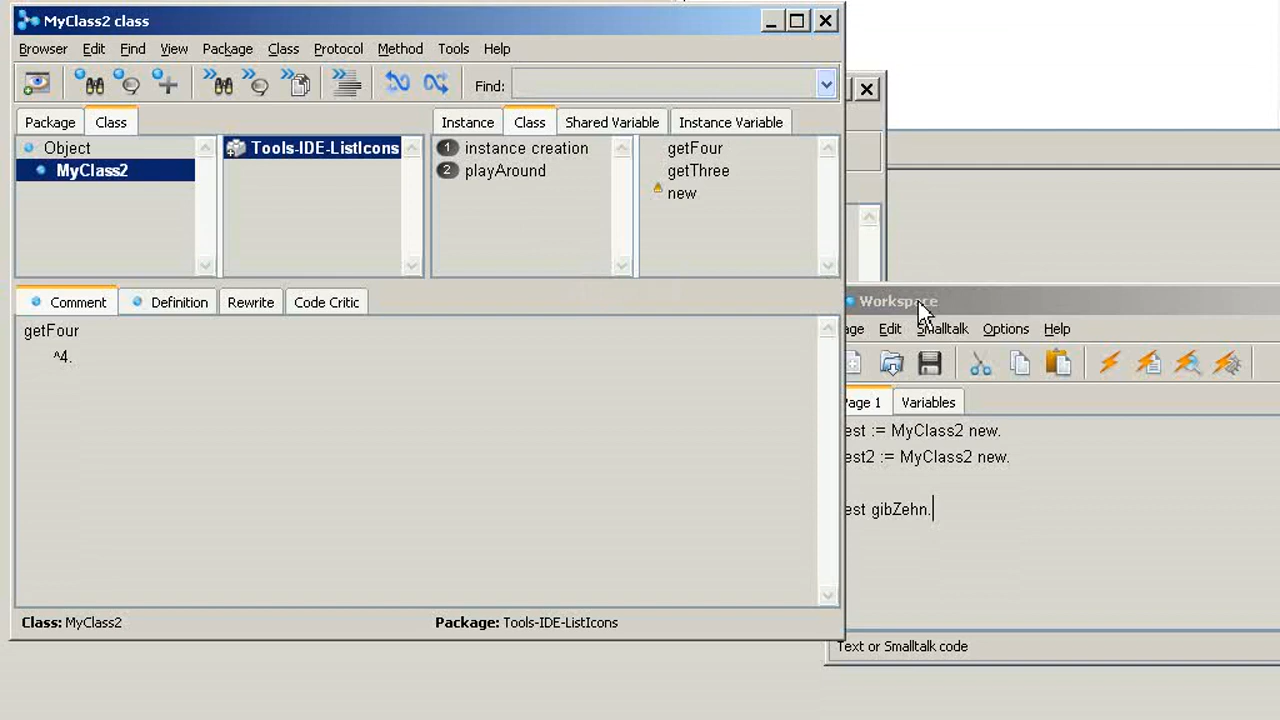 MyClass2 class
Browser Edit Find View Package Class Protocol Method Tools Help
Find:
Package Class
Instance Class Shared Variable Instance Variable
Object
MyClass2
Tools-IDE-ListIcons
1 instance creation
2 playAround
getFour
getThree
new
Comment Definition Rewrite Code Critic
getFour
^4.
Class: MyClass2 Package: Tools-IDE-ListIcons
Workspace
age Edit Smalltalk Options Help
Page 1 Variables
est := MyClass2 new.
est2 := MyClass2 new.
est gibZehn.
Text or Smalltalk code